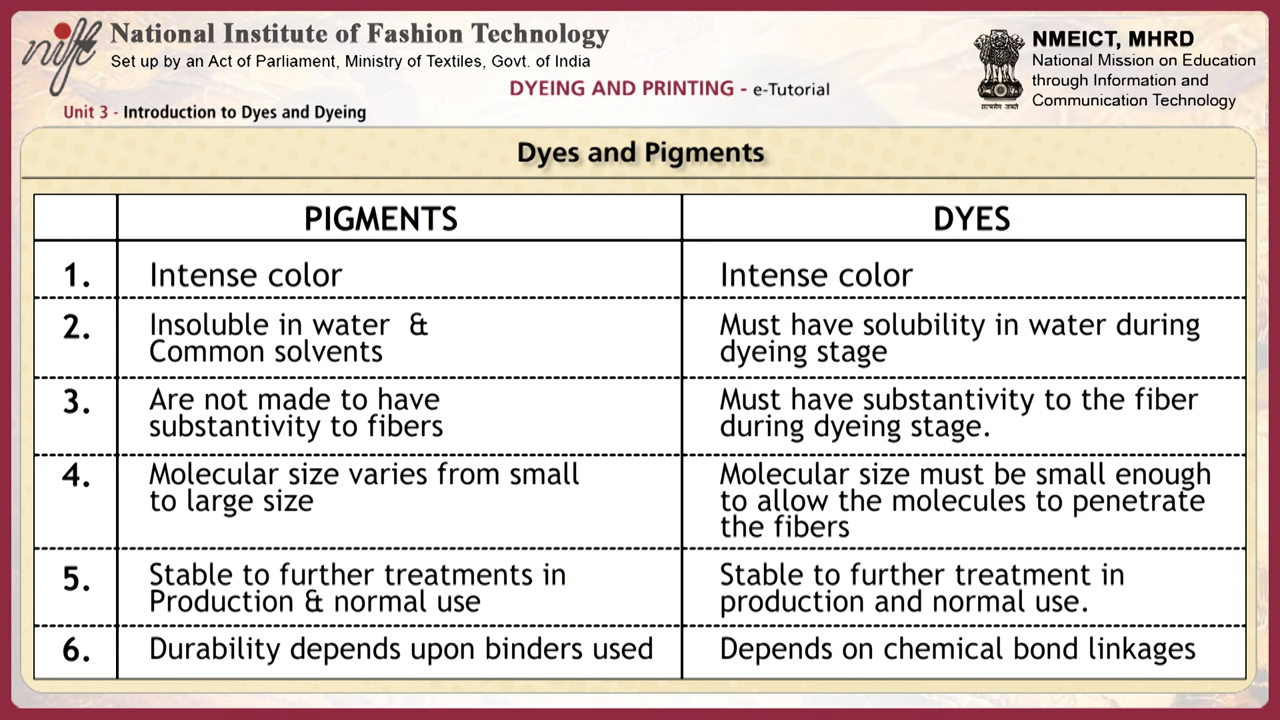 nift
National Institute of Fashion Technology
Set up by an Act of Parliament, Ministry of Textiles, Govt. of India
DYEING AND PRINTING - e-Tutorial
Unit 3 - Introduction to Dyes and Dyeing
सत्यमेव जयते
NMEICT, MHRD
National Mission on Education
through Information and
Communication Technology
Dyes and Pigments
PIGMENTS
DYES
1.
Intense color
Intense color
2.
Insoluble in water &
Common solvents
Must have solubility in water during
dyeing stage
3.
Are not made to have
substantivity to fibers
Must have substantivity to the fiber
during dyeing stage.
4.
Molecular size varies from small
to large size
Molecular size must be small enough
to allow the molecules to penetrate
the fibers
5.
Stable to further treatments in
Production & normal use
Stable to further treatment in
production and normal use.
6.
Durability depends upon binders used
Depends on chemical bond linkages